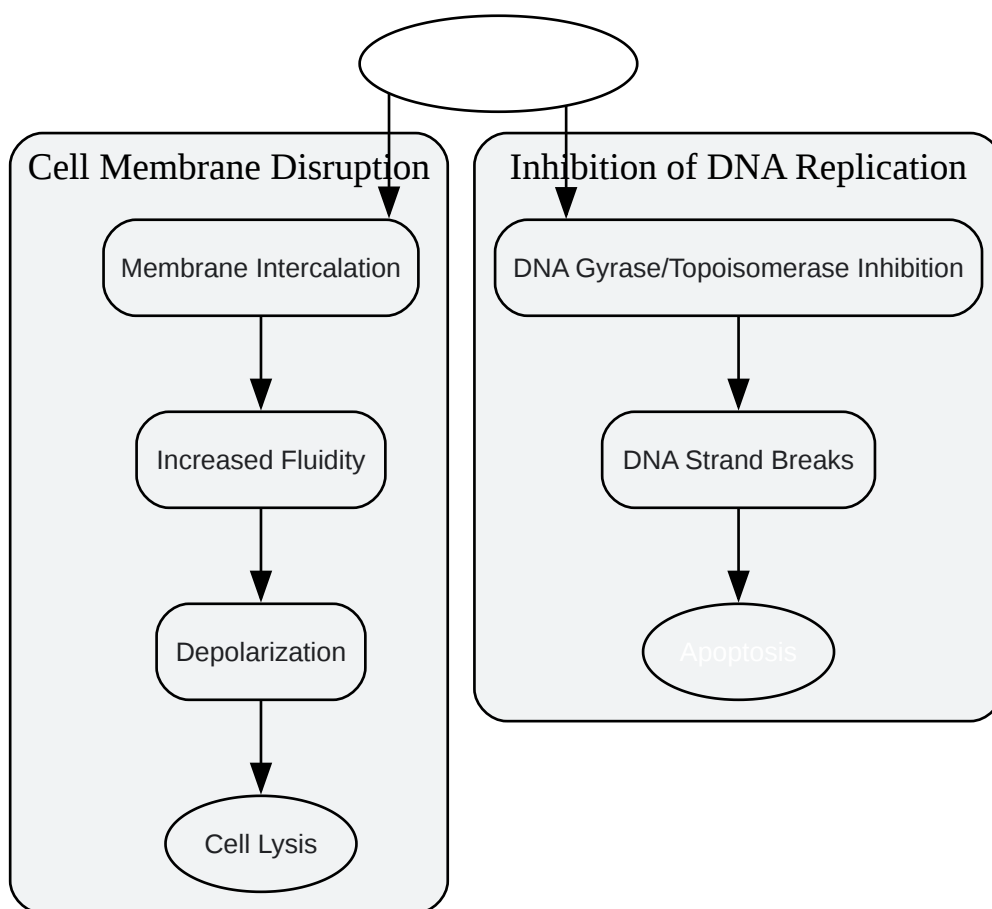 Cell Membrane Disruption
Membrane Intercalation
Increased Fluidity
Depolarization
Cell Lysis
Inhibition of DNA Replication
DNA Gyrase/Topoisomerase Inhibition
DNA Strand Breaks
Apoptosis